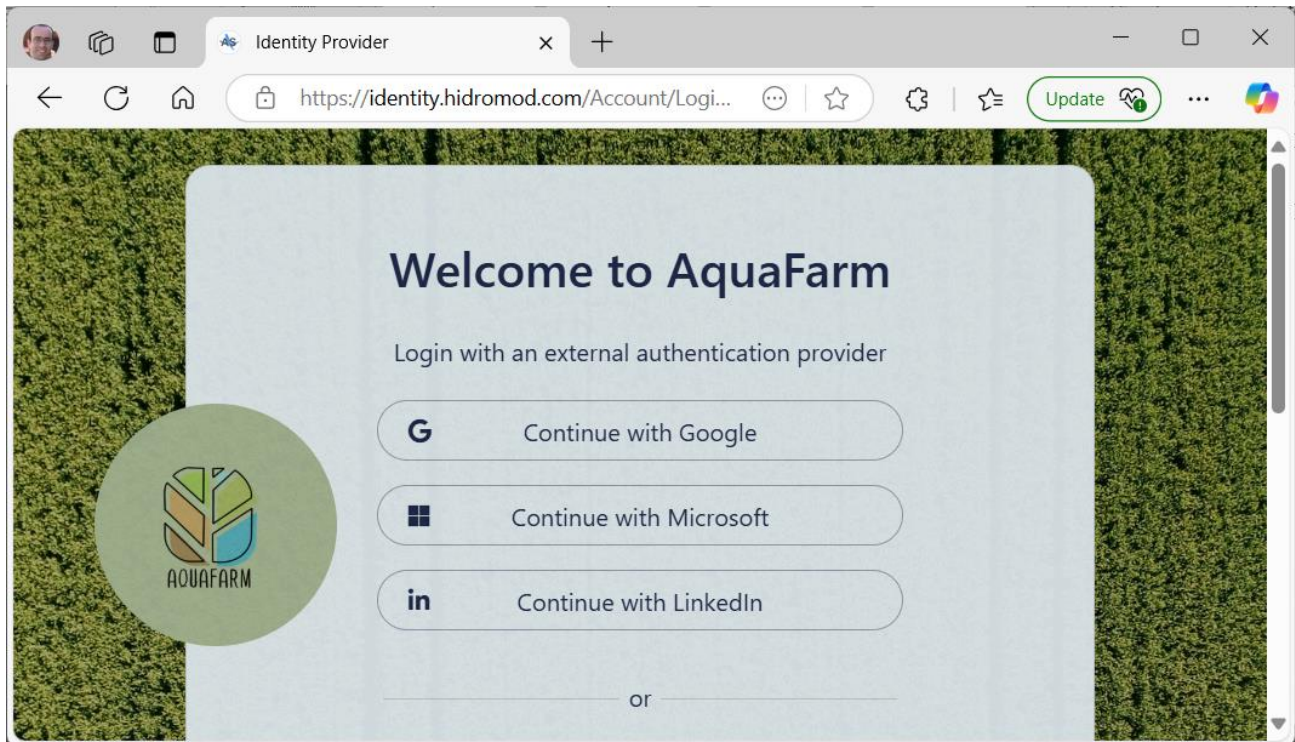 Identity Provider
https://identity.hidromod.com/Account/Logi...
Update
Welcome to AquaFarm
Login with an external authentication provider
G Continue with Google
Continue with Microsoft
in Continue with LinkedIn
AQUAFARM
or